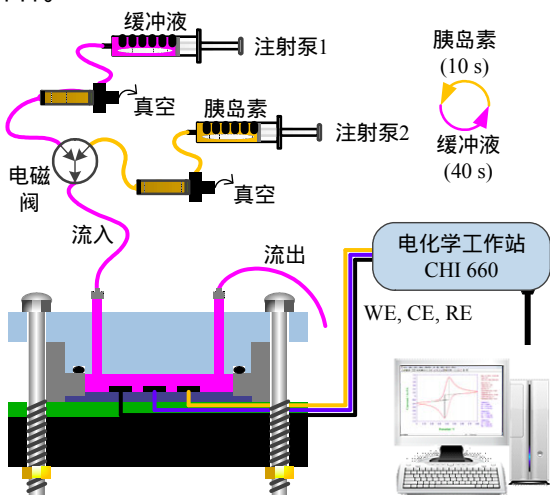 缓冲液
注射泵1
真空
胰岛素
注射泵2
真空
电磁
阀
流入
流出
胰岛素
(10 s)
缓冲液
(40 s)
电化学工作站
CHI 660
WE, CE, RE